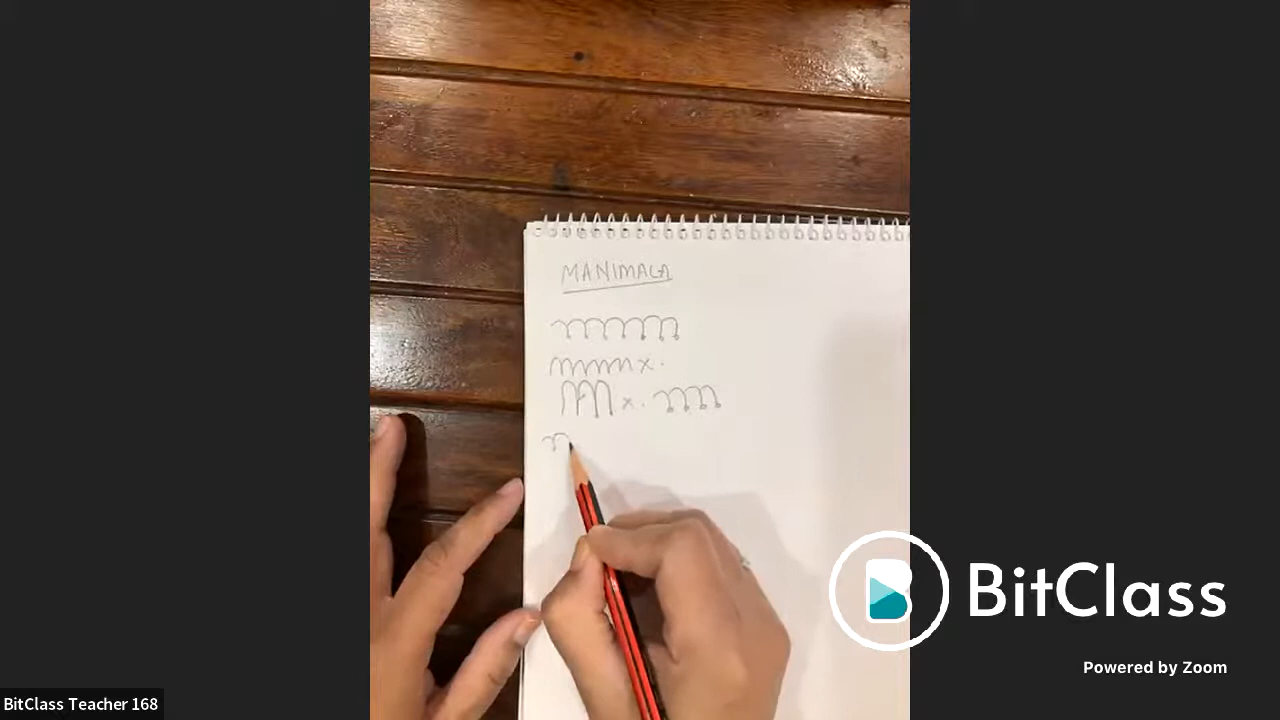 MANIMALA
x.
x.
BitClass
Powered by Zoom
BitClass Teacher 168